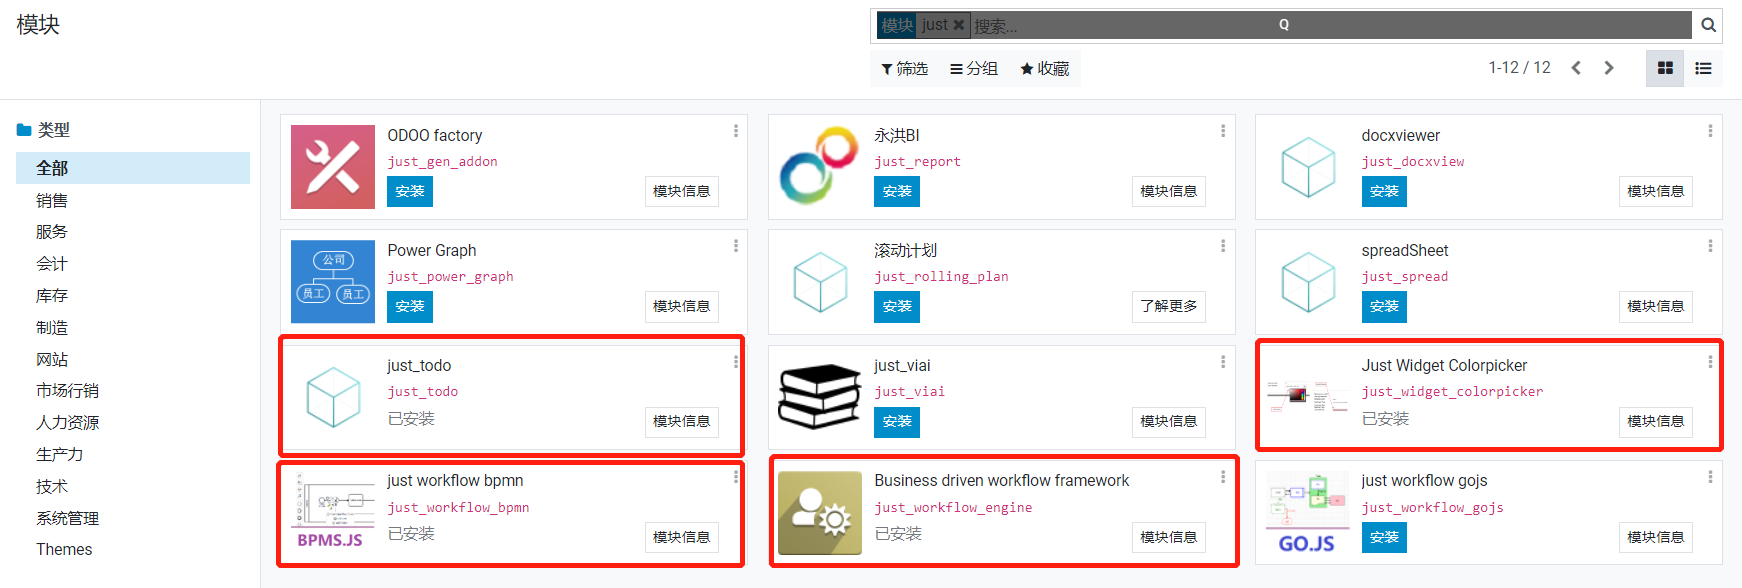 模块
模块 just ✖ 搜索...
筛选 分组 收藏
1-12 / 12
类型
全部
销售
服务
会计
库存
制造
网站
市场行销
人力资源
生产力
技术
系统管理
Themes
ODOO factory
just_gen_addon
安装 模块信息
永洪BI
just_report
安装 模块信息
docxviewer
just_docxview
安装 模块信息
公司
员工 员工
Power Graph
just_power_graph
安装 模块信息
滚动计划
just_rolling_plan
安装 了解更多
spreadSheet
just_spread
安装 模块信息
just_todo
just_todo
已安装 模块信息
just_viai
just_viai
安装 模块信息
Just Widget Colorpicker
just_widget_colorpicker
已安装 模块信息
BPMS.JS
just workflow bpmn
just_workflow_bpmn
已安装 模块信息
Business driven workflow framework
just_workflow_engine
已安装 模块信息
GO.JS
just workflow gojs
just_workflow_gojs
安装 模块信息